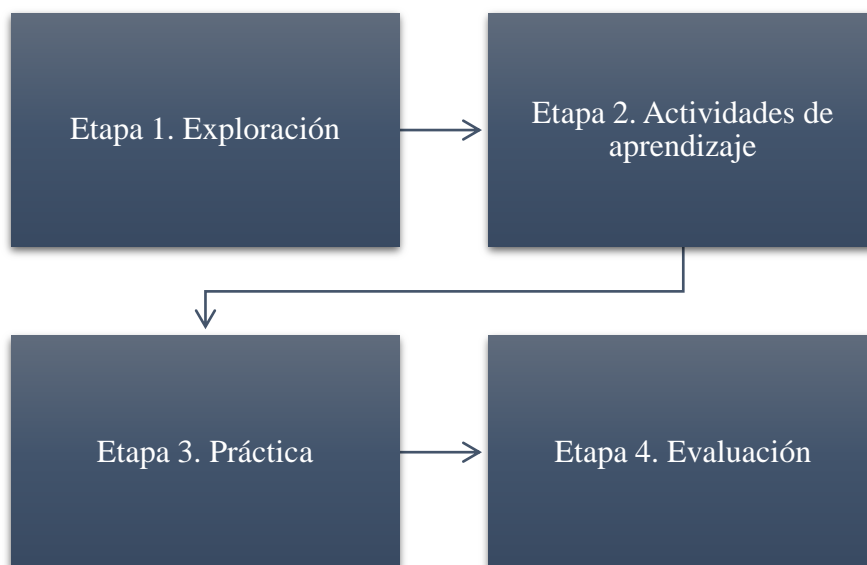 Etapa 1. Exploración
Etapa 2. Actividades de
aprendizaje
Etapa 3. Práctica
Etapa 4. Evaluación